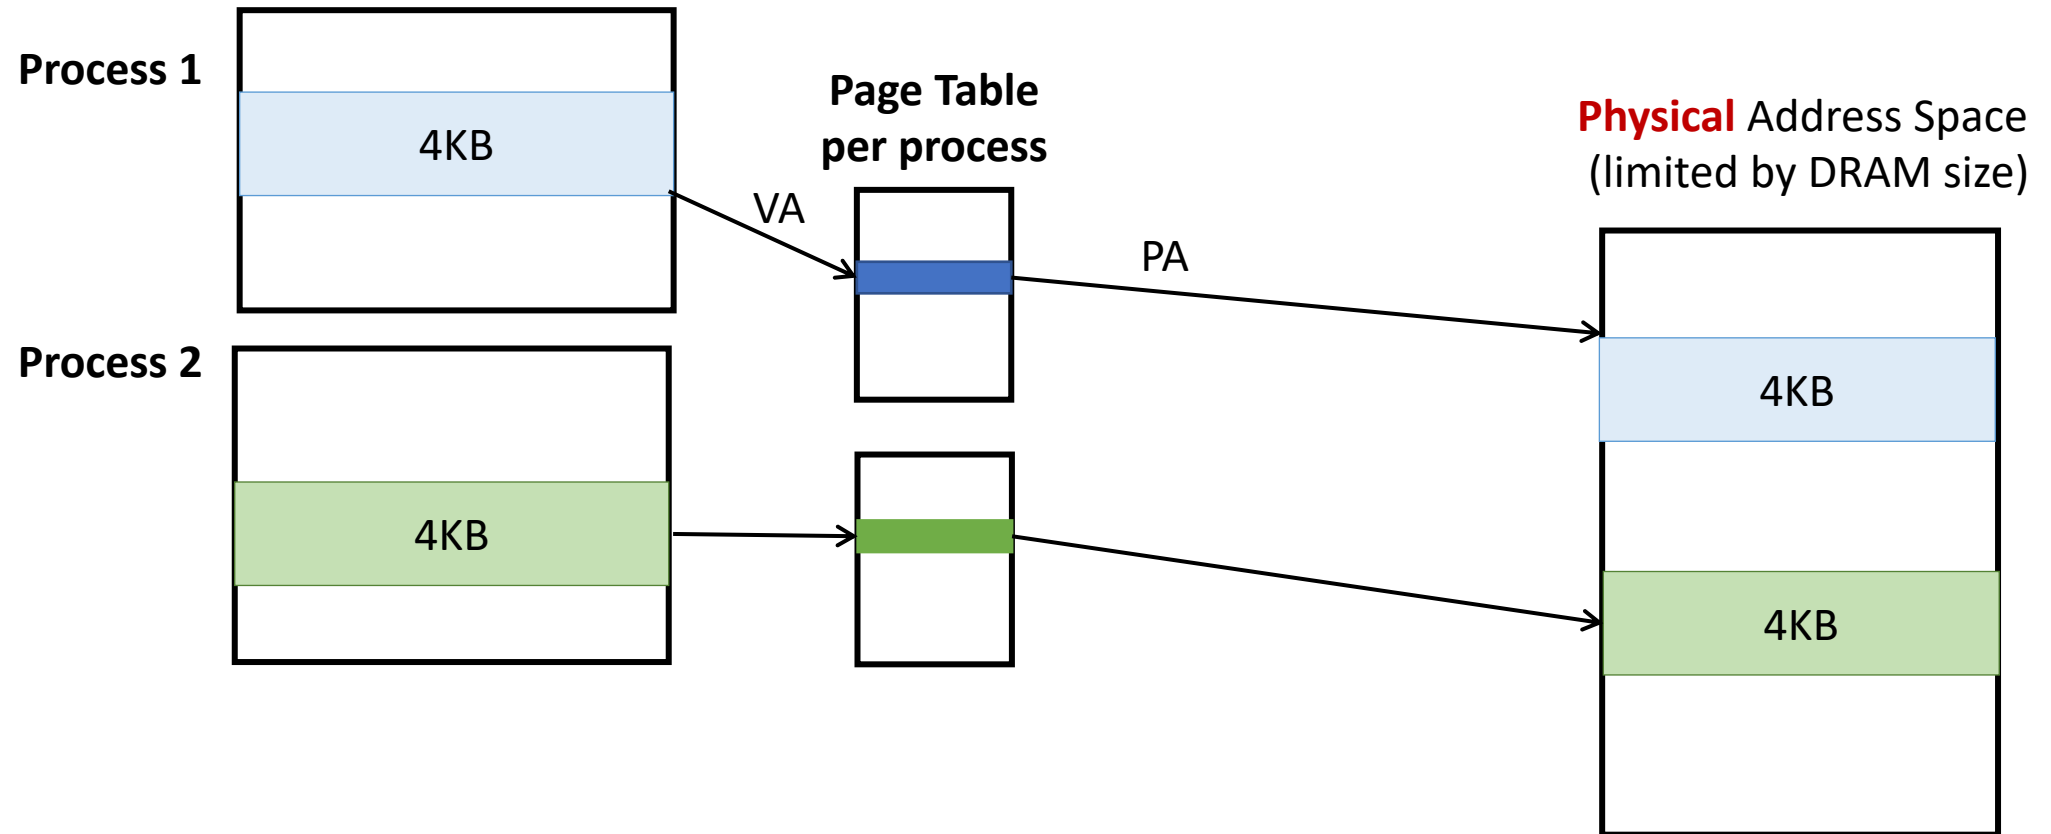 Process 1
4KB
Page Table
per process
VA
PA
Physical Address Space
(limited by DRAM size)
4KB
Process 2
4KB
4KB